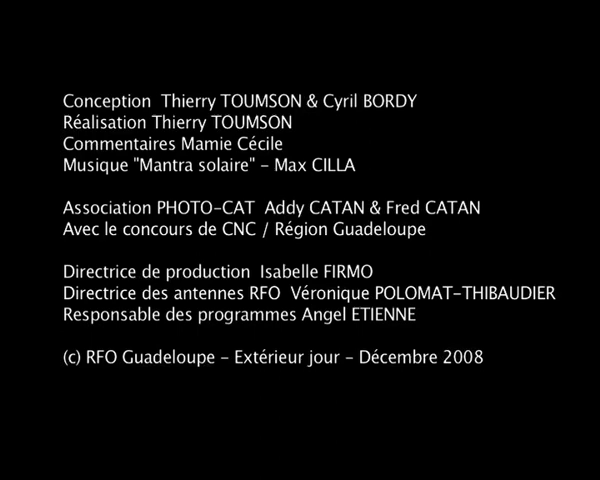 Conception  Thierry TOUMSON & Cyril BORDY
Réalisation Thierry TOUMSON
Commentaires Mamie Cécile
Musique "Mantra solaire" – Max CILLA
Association PHOTO–CAT  Addy CATAN & Fred CATAN
Avec le concours de CNC / Région Guadeloupe
Directrice de production  Isabelle FIRMO
Directrice des antennes RFO  Véronique POLOMAT–THIBAUDIER
Responsable des programmes Angel ETIENNE
(c) RFO Guadeloupe – Extérieur jour – Décembre 2008